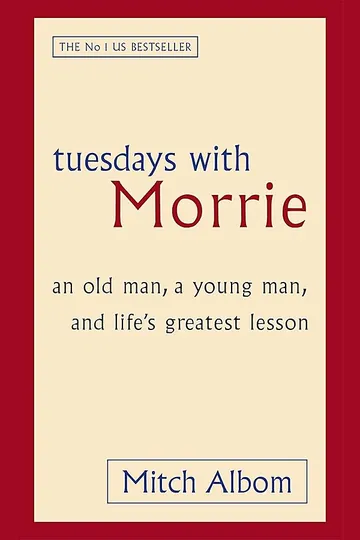 THE No 1 US BESTSELLER
tuesdays with
Morrie
an old man, a young man,
and life's greatest lesson
Mitch Albom